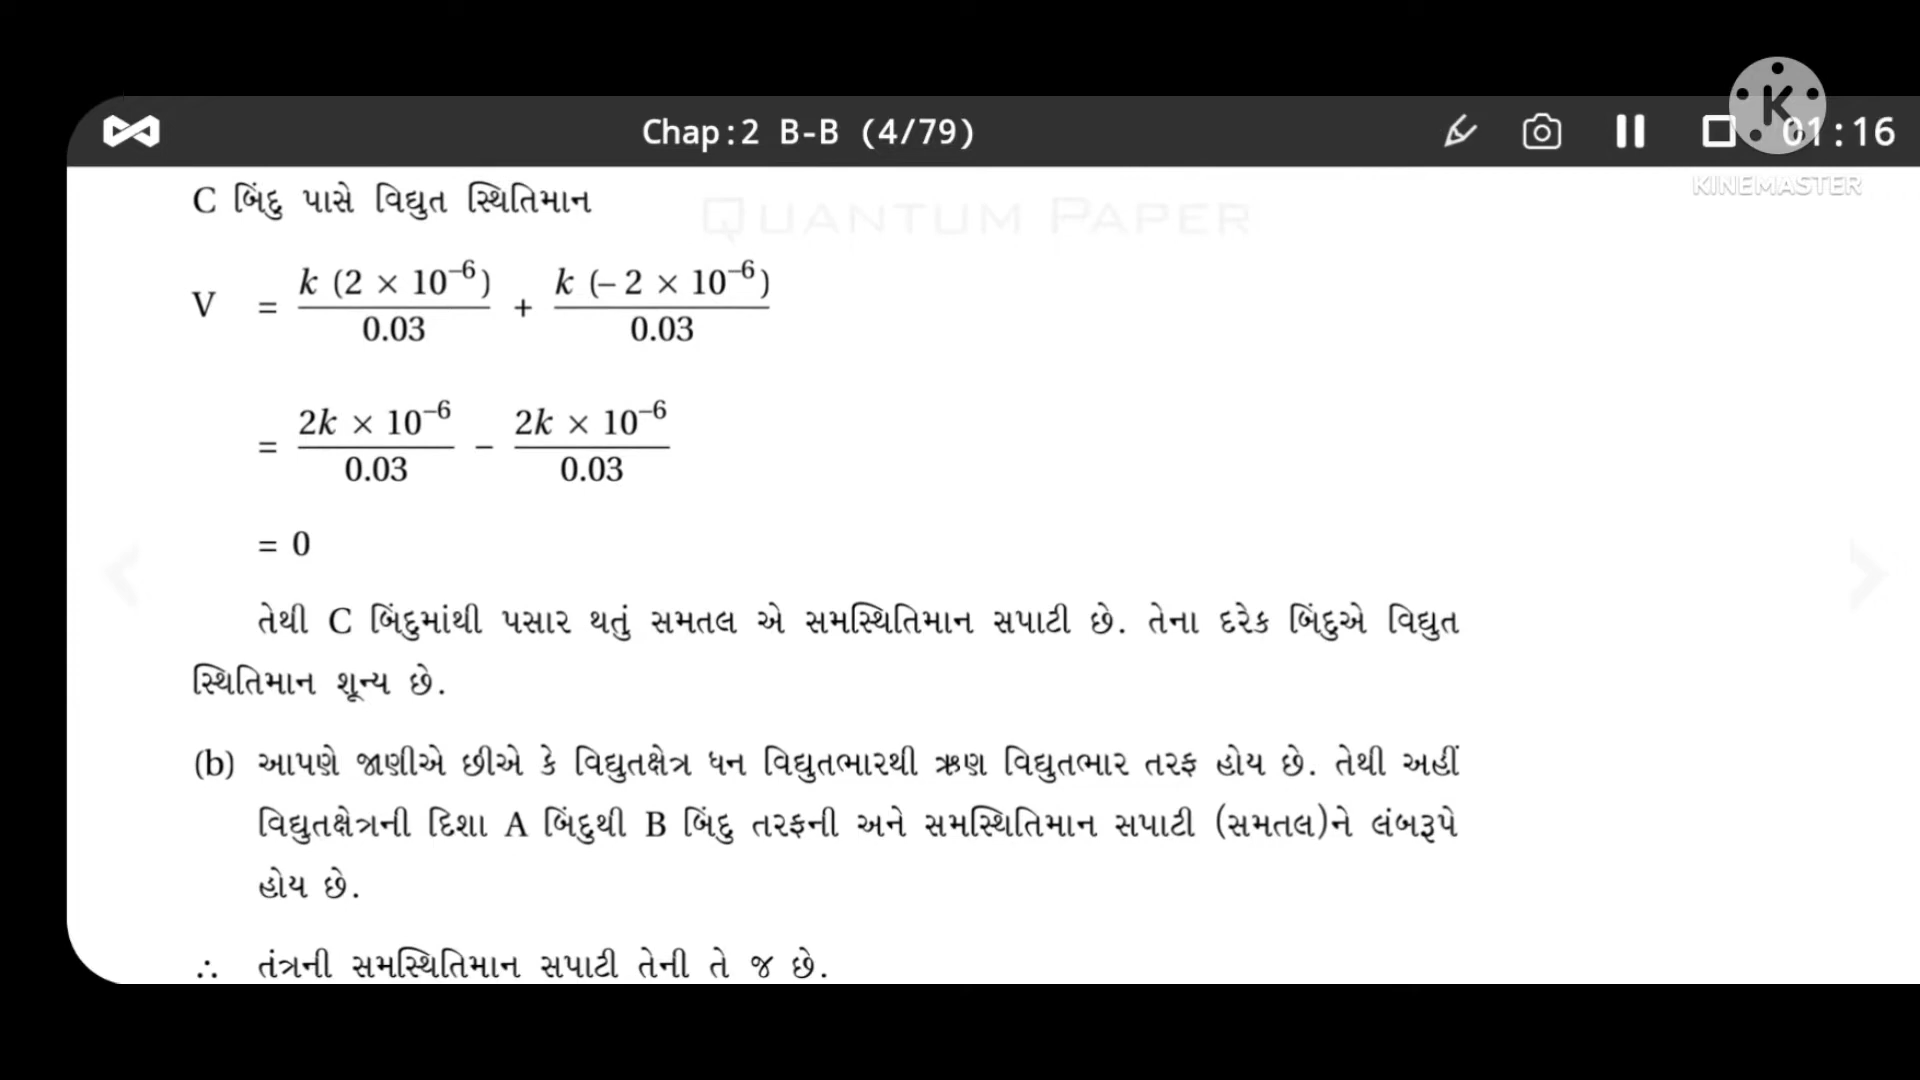 Chap:2 B-B (4/79)
01:16
KINEMASTER
QUANTUM PAPER
C બિંદુ પાસે વિદ્યુત સ્થિતિમાન
V = k (2 × 10⁻⁶) / 0.03 + k (– 2 × 10⁻⁶) / 0.03
= 2k × 10⁻⁶ / 0.03 – 2k × 10⁻⁶ / 0.03
= 0
તેથી C બિંદુમાંથી પસાર થતું સમતલ એ સમસ્થિતિમાન સપાટી છે. તેના દરેક બિંદુએ વિદ્યુત
સ્થિતિમાન શૂન્ય છે.
(b) આપણે જાણીએ છીએ કે વિદ્યુતક્ષેત્ર ધન વિદ્યુતભારથી ઋણ વિદ્યુતભાર તરફ હોય છે. તેથી અહીં
વિદ્યુતક્ષેત્રની દિશા A બિંદુથી B બિંદુ તરફની અને સમસ્થિતિમાન સપાટી (સમતલ)ને લંબરૂપે
હોય છે.
∴ તંત્રની સમસ્થિતિમાન સપાટી તેની તે જ છે.